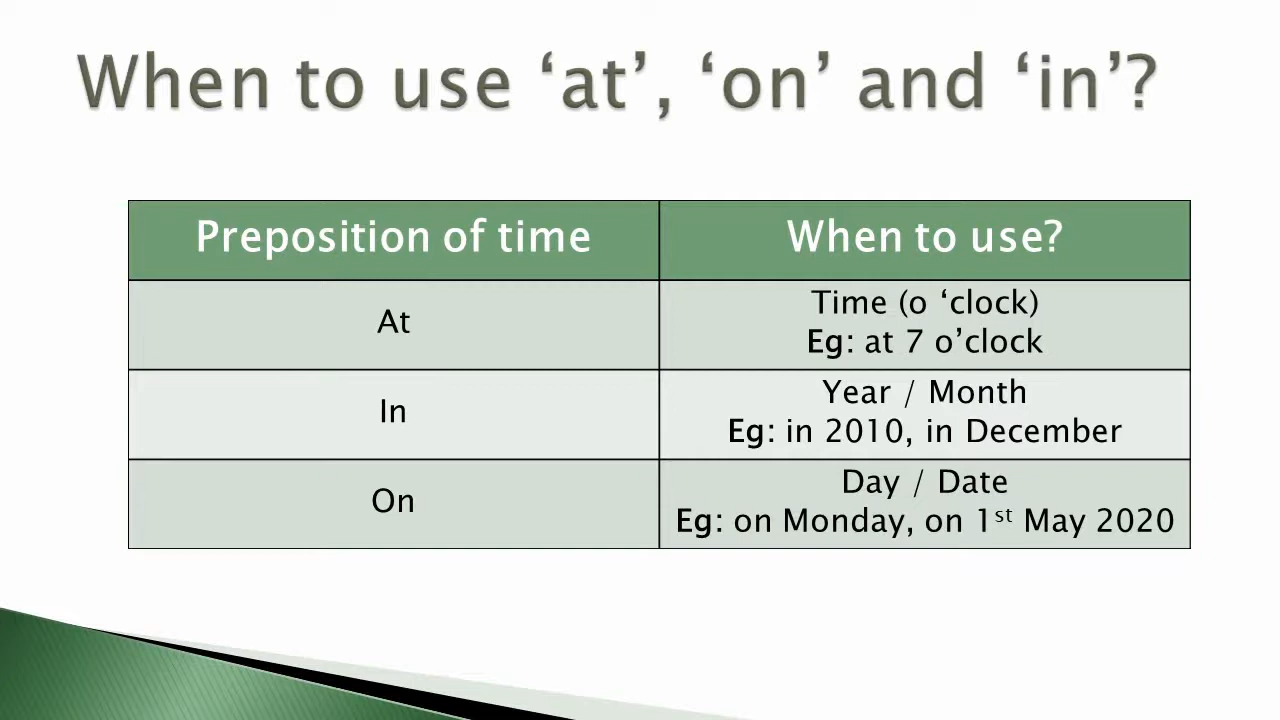 When to use ‘at’, ‘on’ and ‘in’?
Preposition of time
When to use?
At
Time (o ‘clock)
Eg: at 7 o’clock
In
Year / Month
Eg: in 2010, in December
On
Day / Date
Eg: on Monday, on 1st May 2020